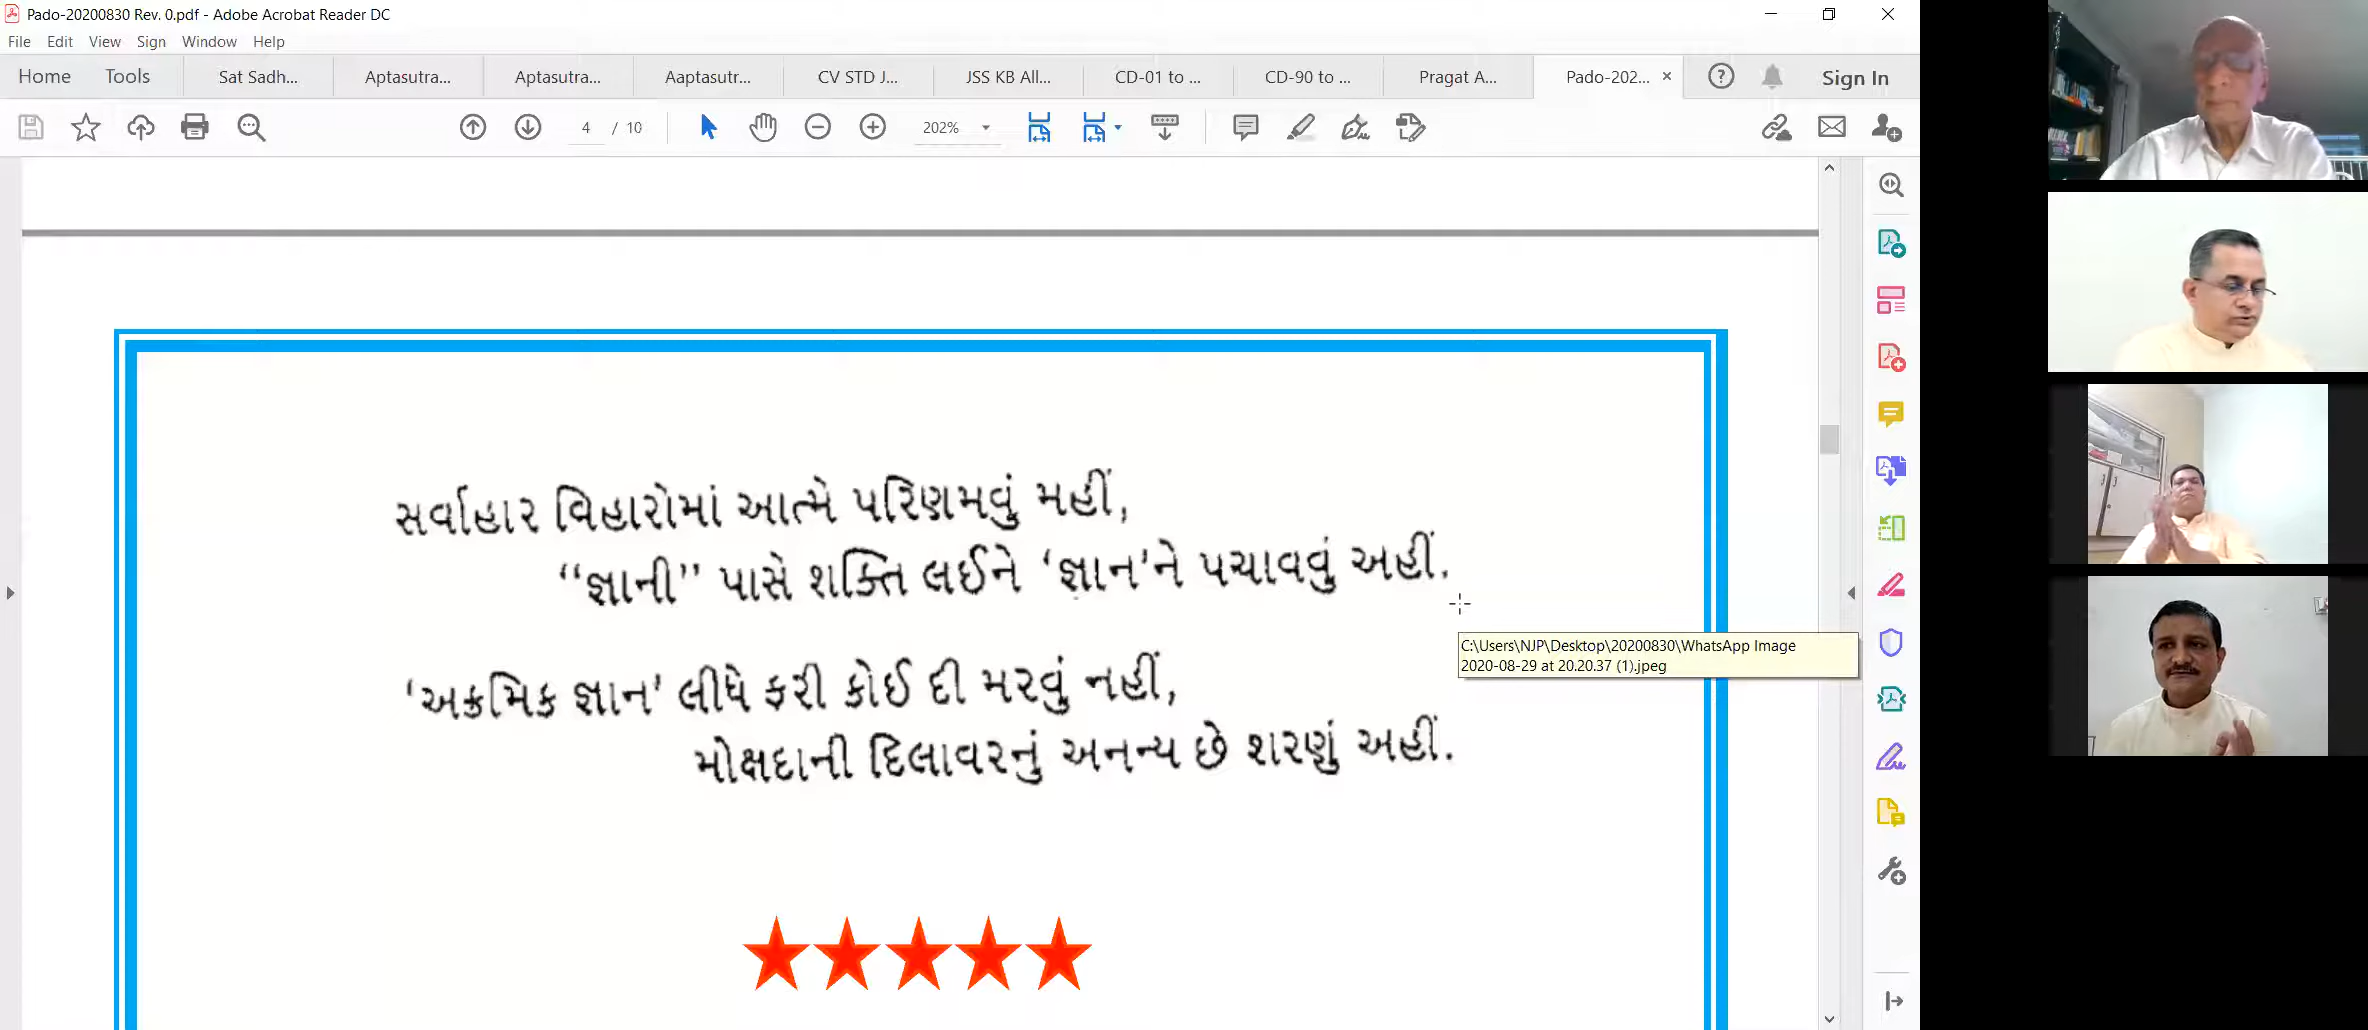 Pado-20200830 Rev. 0.pdf - Adobe Acrobat Reader DC
File Edit View Sign Window Help
Home Tools Sat Sadh... Aptasutra... Aptasutra... Aaptasutr... CV STD J... JSS KB All... CD-01 to ... CD-90 to ... Pragat A... Pado-202... × Sign In
4 / 10 202%
સર્વાહાર વિહારોમાં આત્મે પરિણમવું મહીં,
“જ્ઞાની” પાસે શક્તિ લઈને ‘જ્ઞાન’ને પચાવવું અહીં.
C:\Users\NJP\Desktop\20200830\WhatsApp Image
2020-08-29 at 20.20.37 (1).jpeg
‘અક્રમિક જ્ઞાન’ લીધે ફરી કોઈ દી મરવું નહીં,
મોક્ષદાની દિલાવરનું અનન્ય છે શરણું અહીં.